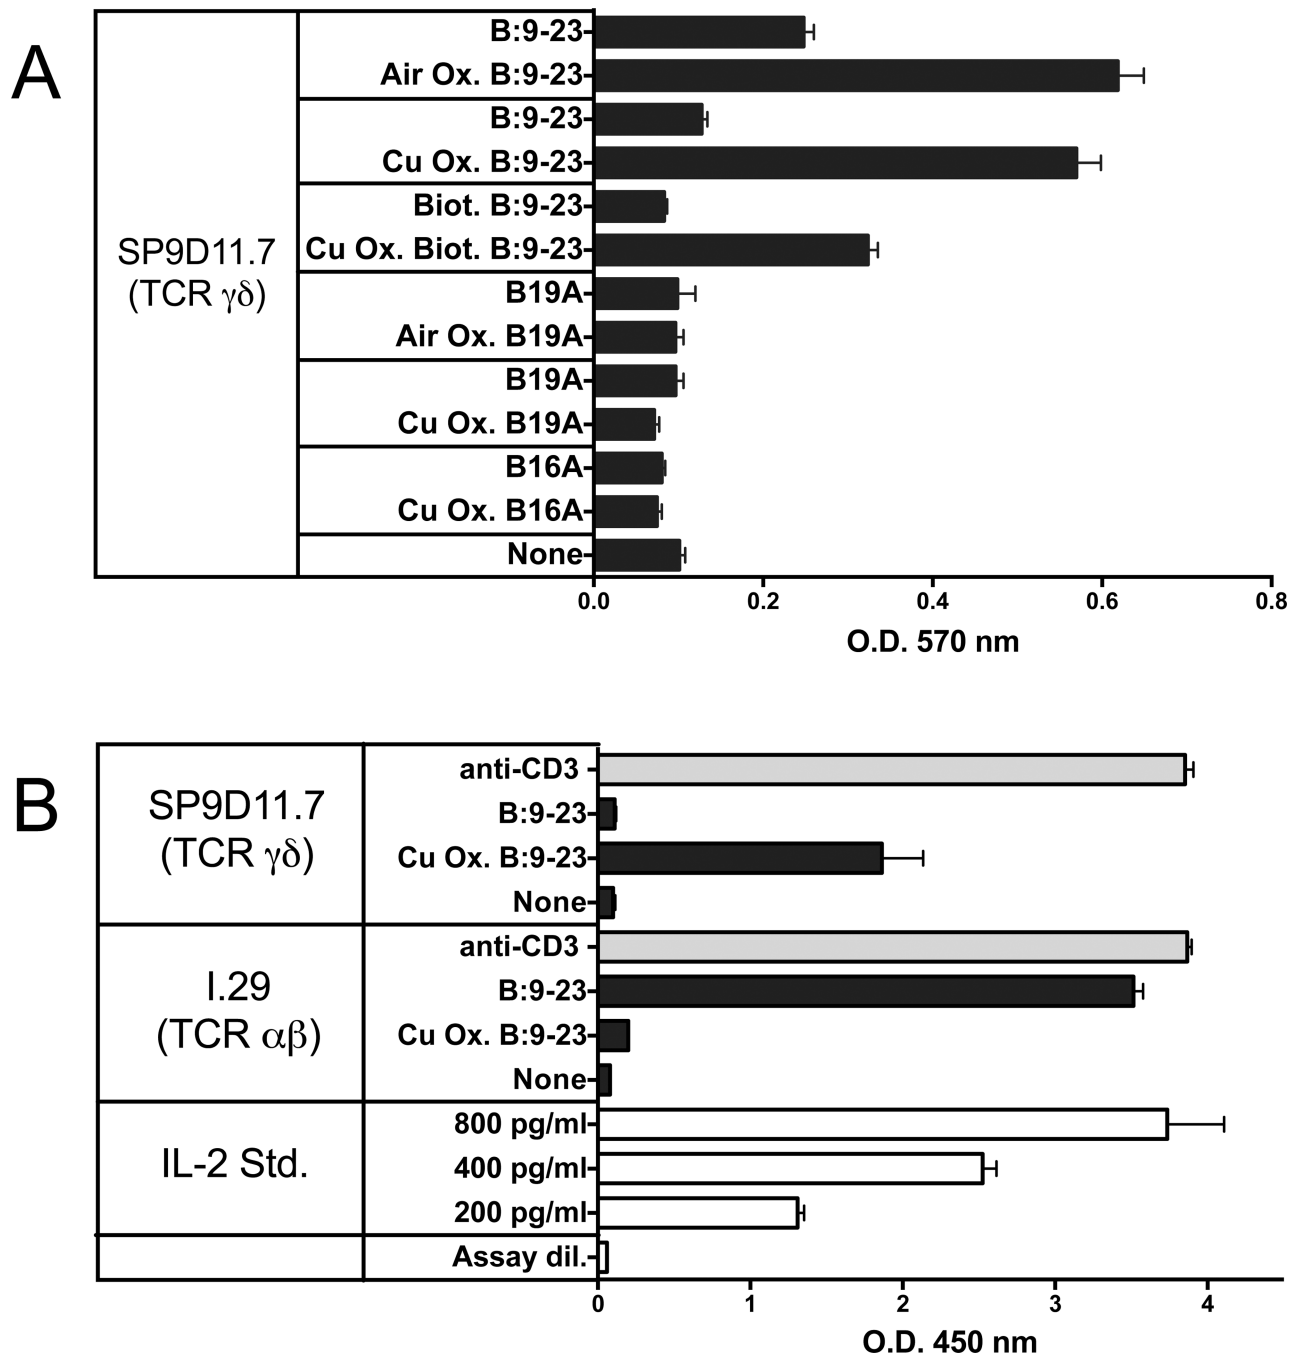 A
SP9D11.7
(TCR γδ)
B:9-23
Air Ox. B:9-23
B:9-23
Cu Ox. B:9-23
Biot. B:9-23
Cu Ox. Biot. B:9-23
B19A
Air Ox. B19A
B19A
Cu Ox. B19A
B16A
Cu Ox. B16A
None
0.0 0.2 0.4 0.6 0.8
O.D. 570 nm
B
SP9D11.7
(TCR γδ)
anti-CD3
B:9-23
Cu Ox. B:9-23
None
I.29
(TCR αβ)
anti-CD3
B:9-23
Cu Ox. B:9-23
None
IL-2 Std.
800 pg/ml
400 pg/ml
200 pg/ml
Assay dil.
0 1 2 3 4
O.D. 450 nm